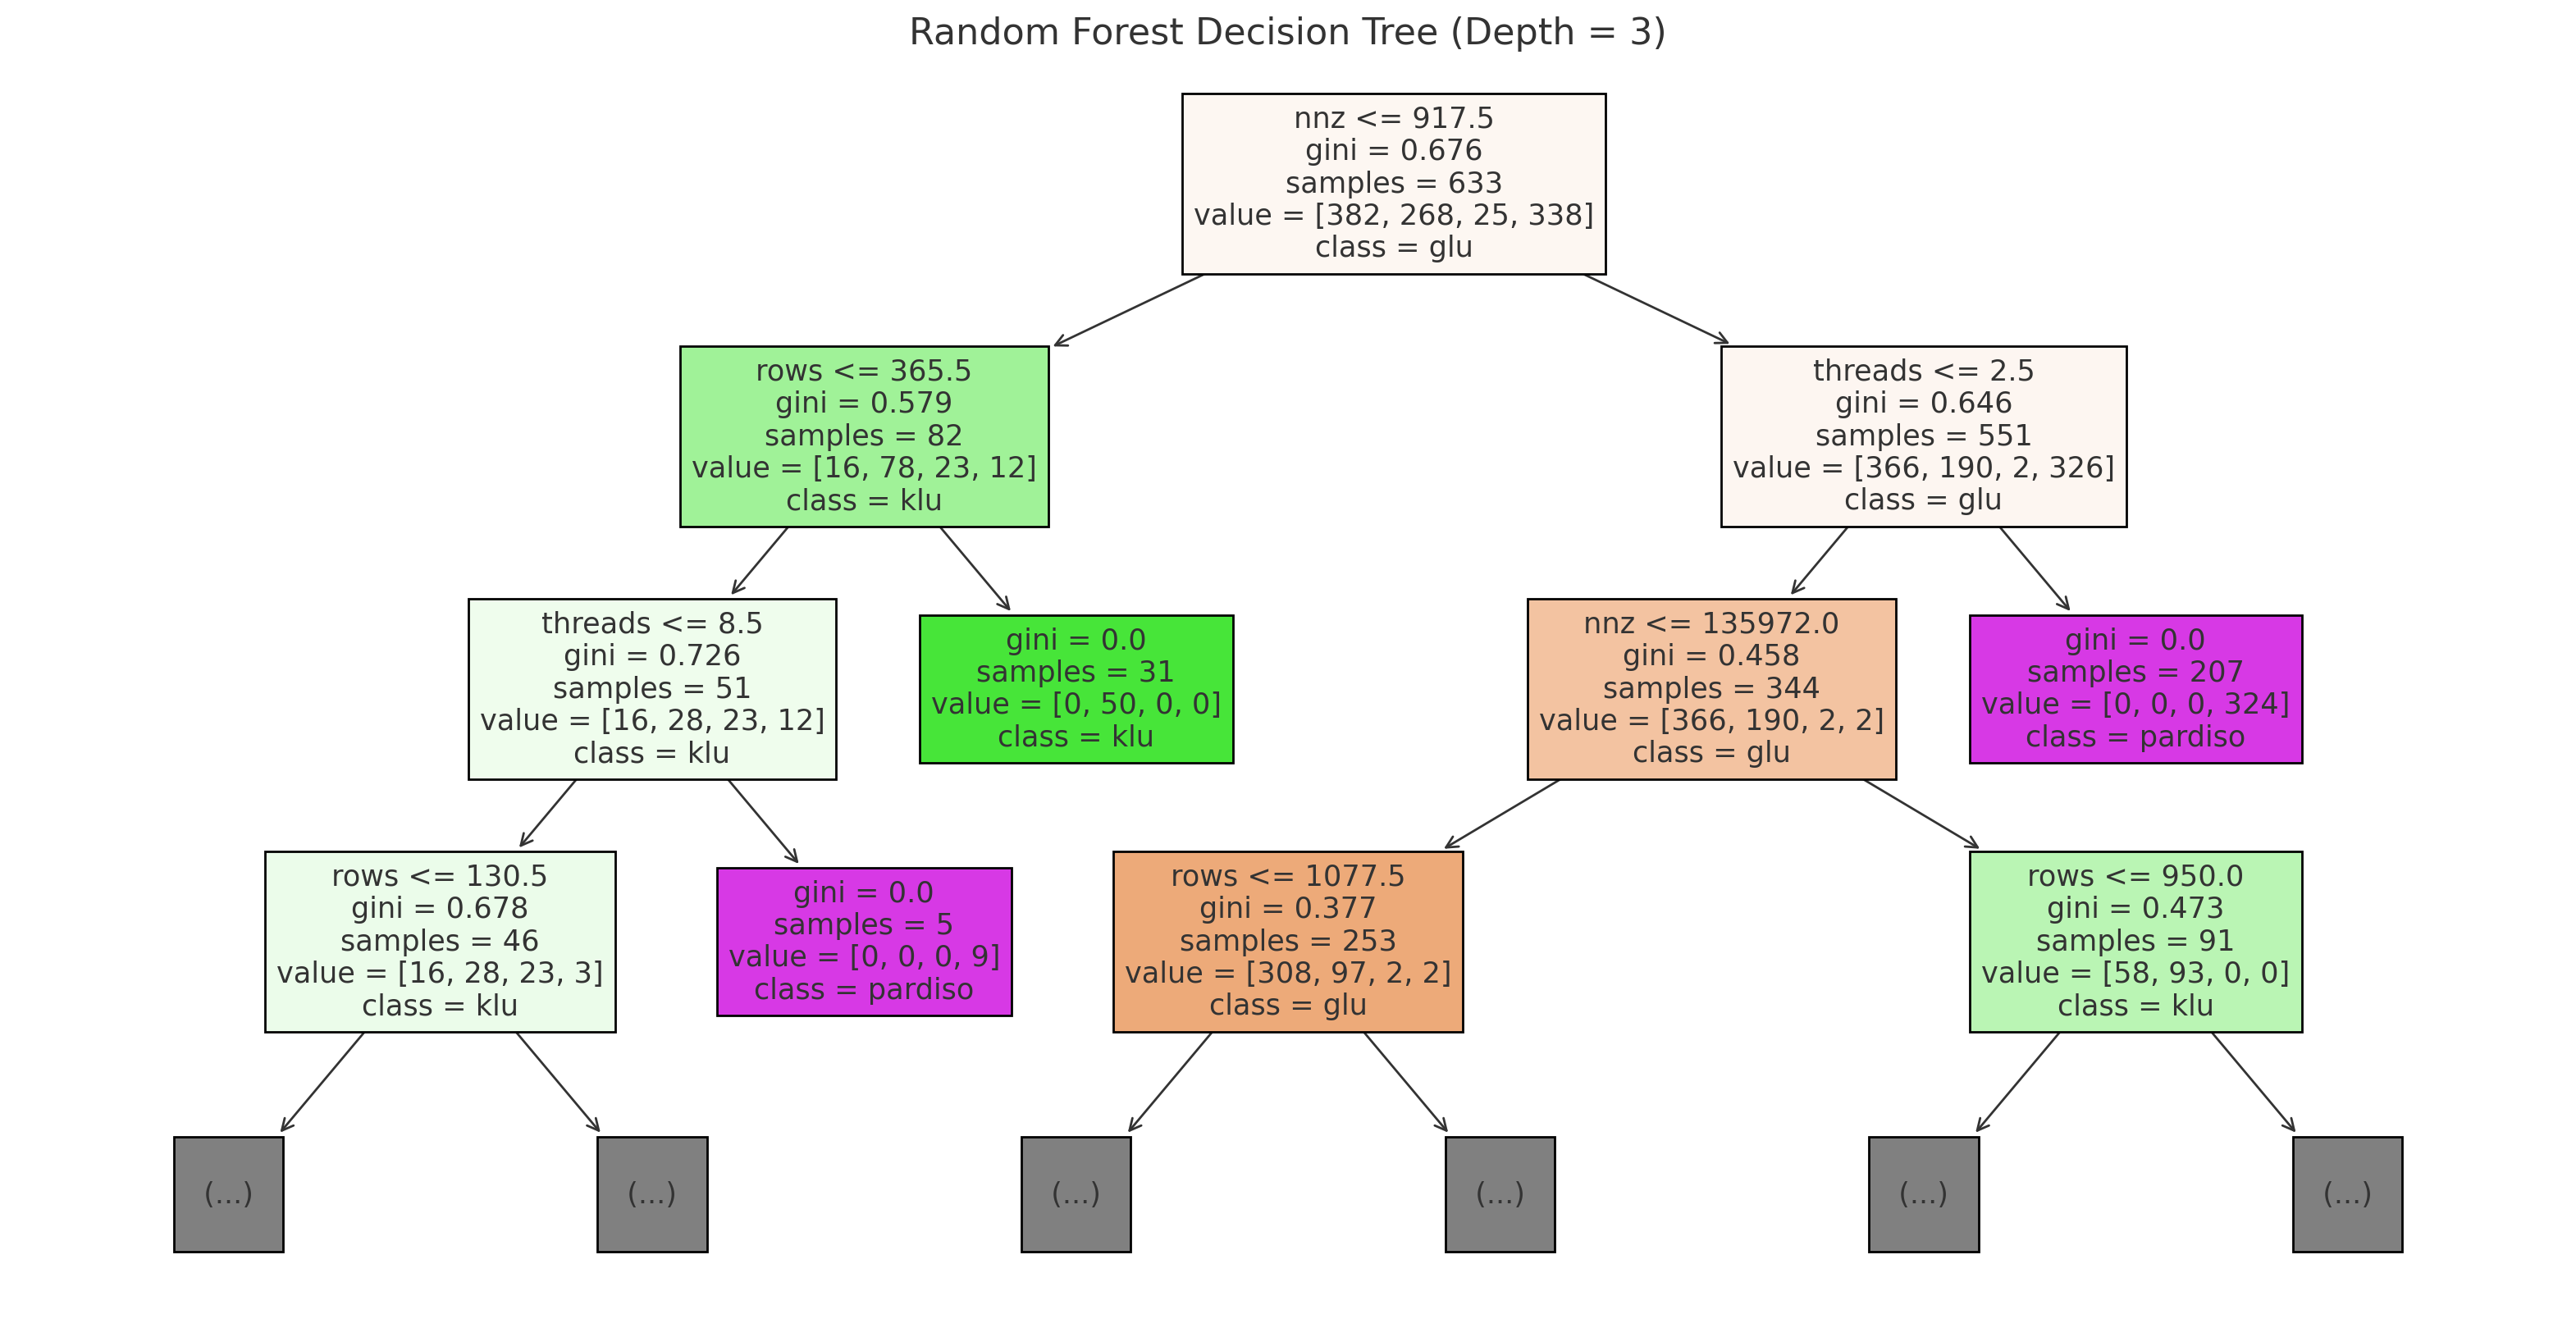 Random Forest Decision Tree (Depth = 3)
nnz <= 917.5
gini = 0.676
samples = 633
value = [382, 268, 25, 338]
class = glu
rows <= 365.5
gini = 0.579
samples = 82
value = [16, 78, 23, 12]
class = klu
threads <= 2.5
gini = 0.646
samples = 551
value = [366, 190, 2, 326]
class = glu
threads <= 8.5
gini = 0.726
samples = 51
value = [16, 28, 23, 12]
class = klu
gini = 0.0
samples = 31
value = [0, 50, 0, 0]
class = klu
nnz <= 135972.0
gini = 0.458
samples = 344
value = [366, 190, 2, 2]
class = glu
gini = 0.0
samples = 207
value = [0, 0, 0, 324]
class = pardiso
rows <= 130.5
gini = 0.678
samples = 46
value = [16, 28, 23, 3]
class = klu
gini = 0.0
samples = 5
value = [0, 0, 0, 9]
class = pardiso
rows <= 1077.5
gini = 0.377
samples = 253
value = [308, 97, 2, 2]
class = glu
rows <= 950.0
gini = 0.473
samples = 91
value = [58, 93, 0, 0]
class = klu
(...)
(...)
(...)
(...)
(...)
(...)